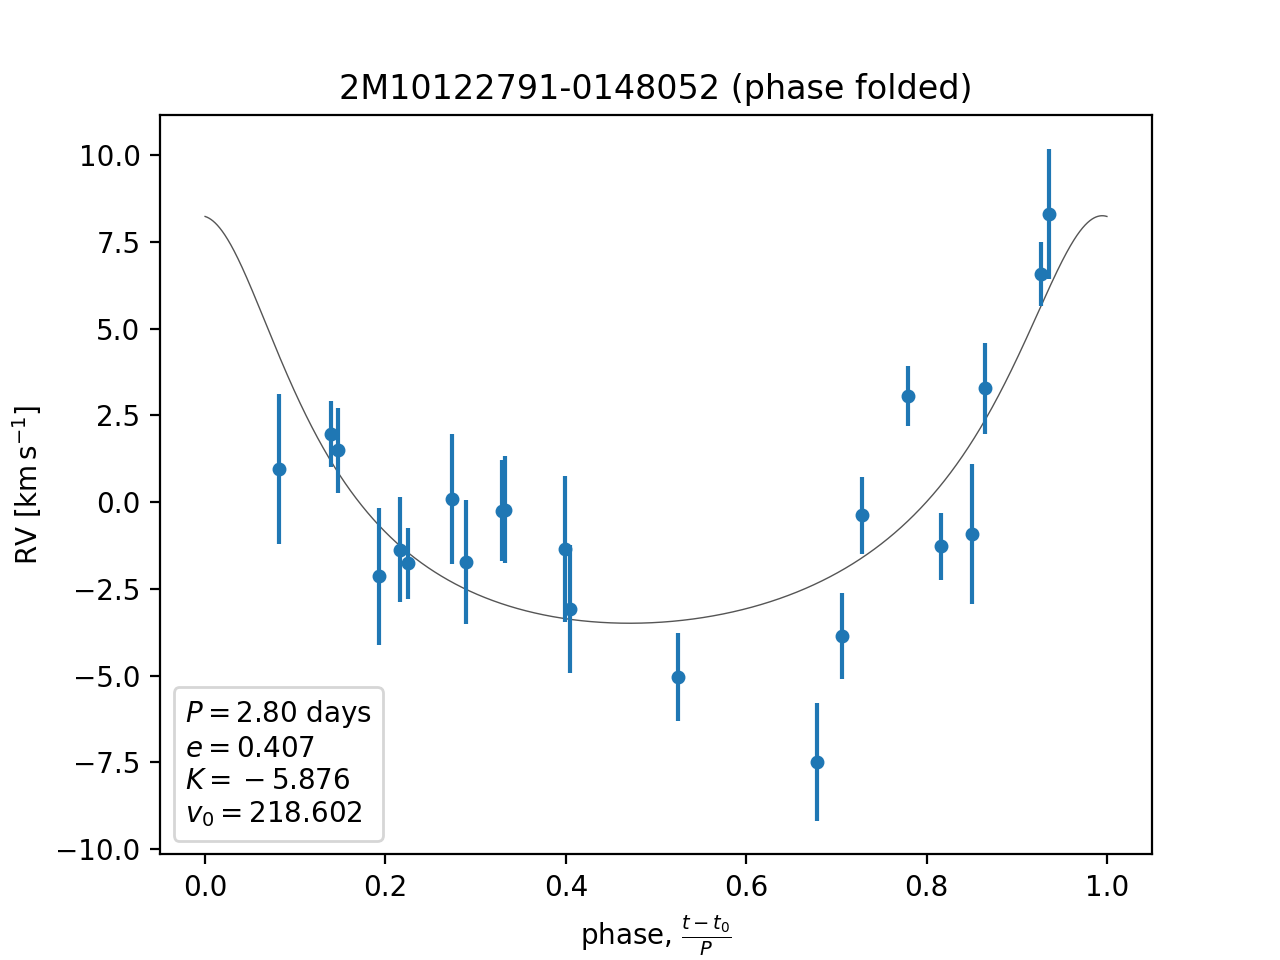 2M10122791-0148052 (phase folded)
10.0
7.5
5.0
2.5
0.0
−2.5
−5.0
−7.5
−10.0
RV [km s⁻¹]
P = 2.80 days
e = 0.407
K = −5.876
v₀ = 218.602
0.0 0.2 0.4 0.6 0.8 1.0
phase, (t − t₀)/P